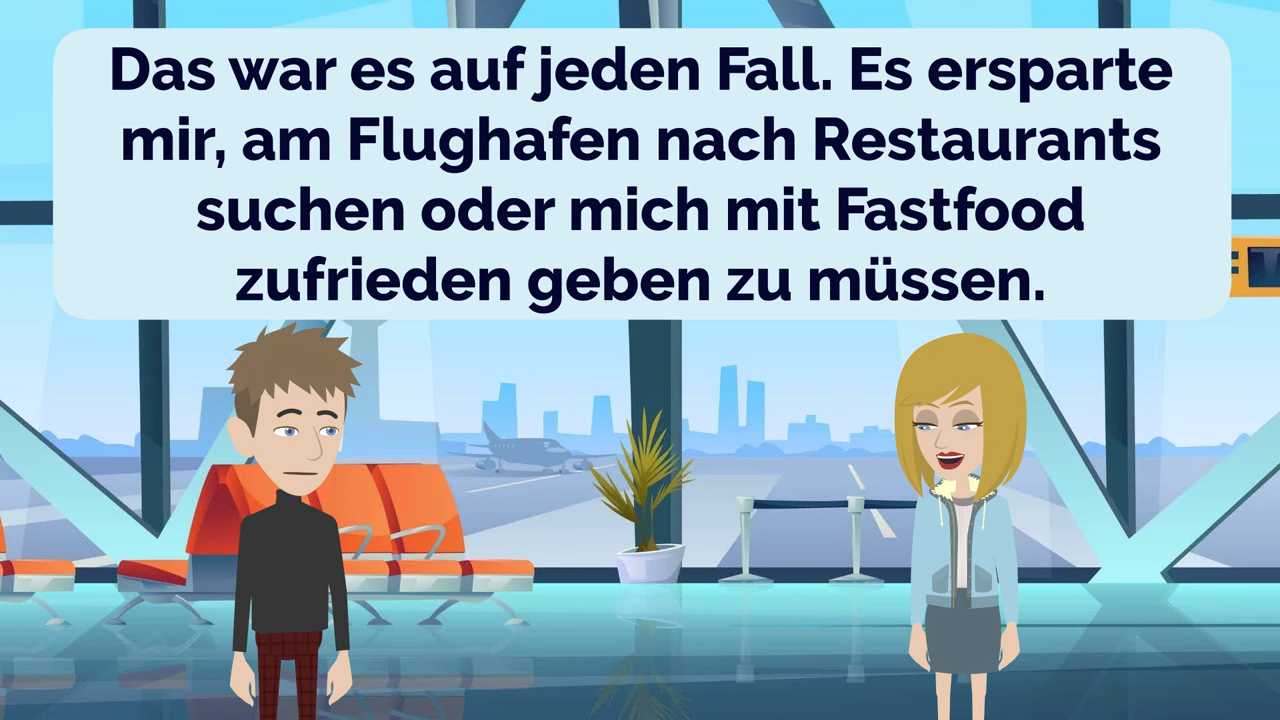 Das war es auf jeden Fall. Es ersparte
mir, am Flughafen nach Restaurants
suchen oder mich mit Fastfood
zufrieden geben zu müssen.